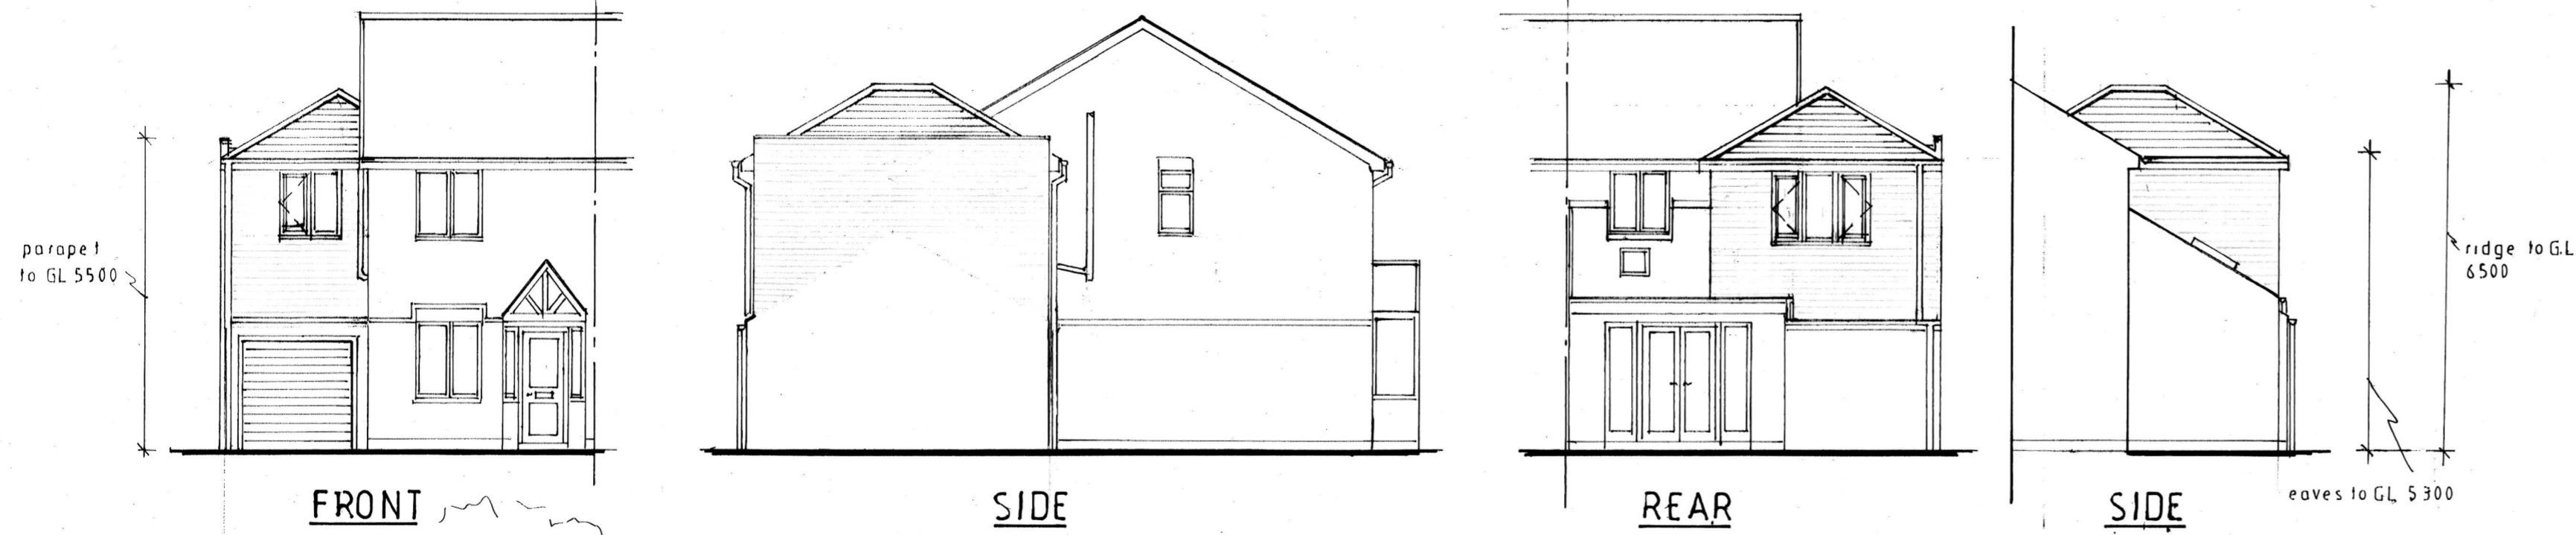 parapet
to GL 5500
FRONT
SIDE
REAR
SIDE
ridge to G.L
6500
eaves to GL 5300